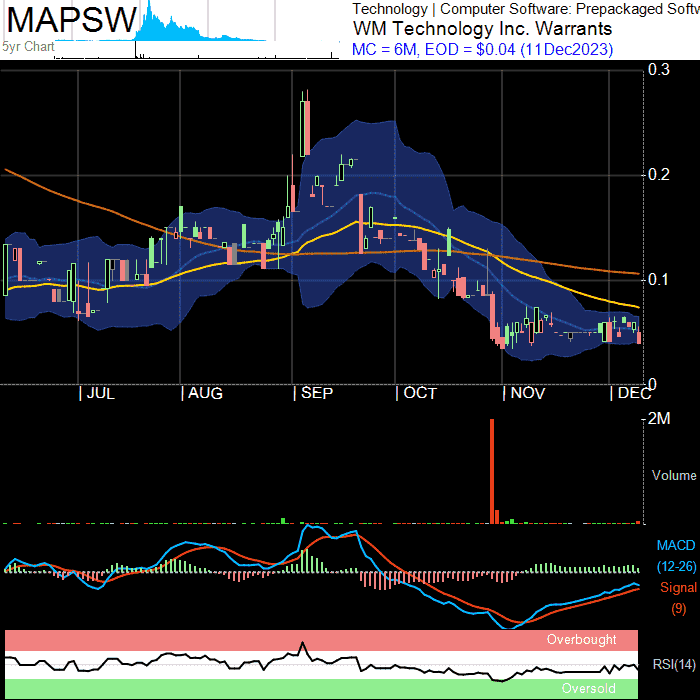 MAPSW
5yr Chart
Technology | Computer Software: Prepackaged Softw
WM Technology Inc. Warrants
MC = 6M, EOD = $0.04 (11Dec2023)
0.3
0.2
0.1
0
| JUL | AUG | SEP | OCT | NOV | DEC
2M
Volume
MACD
(12-26)
Signal
(9)
Overbought
RSI(14)
Oversold